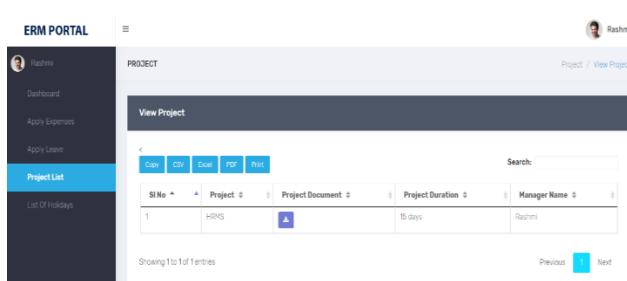 ERM PORTAL
Rashm
Rashmi
PROJECT
Project / View Projec
Dashboard
Apply Expenses
Apply Leave
Project List
List Of Holidays
View Project
<
Copy CSV Excel PDF Print
Search:
Sl No Project Project Document Project Duration Manager Name
1 HRMS 15 days Rashmi
Showing 1 to 1 of 1 entries
Previous 1 Next